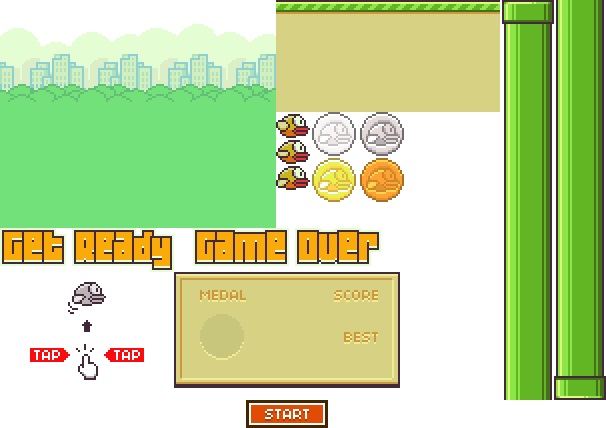 Get Ready
Game Over
MEDAL
SCORE
BEST
TAP
TAP
START